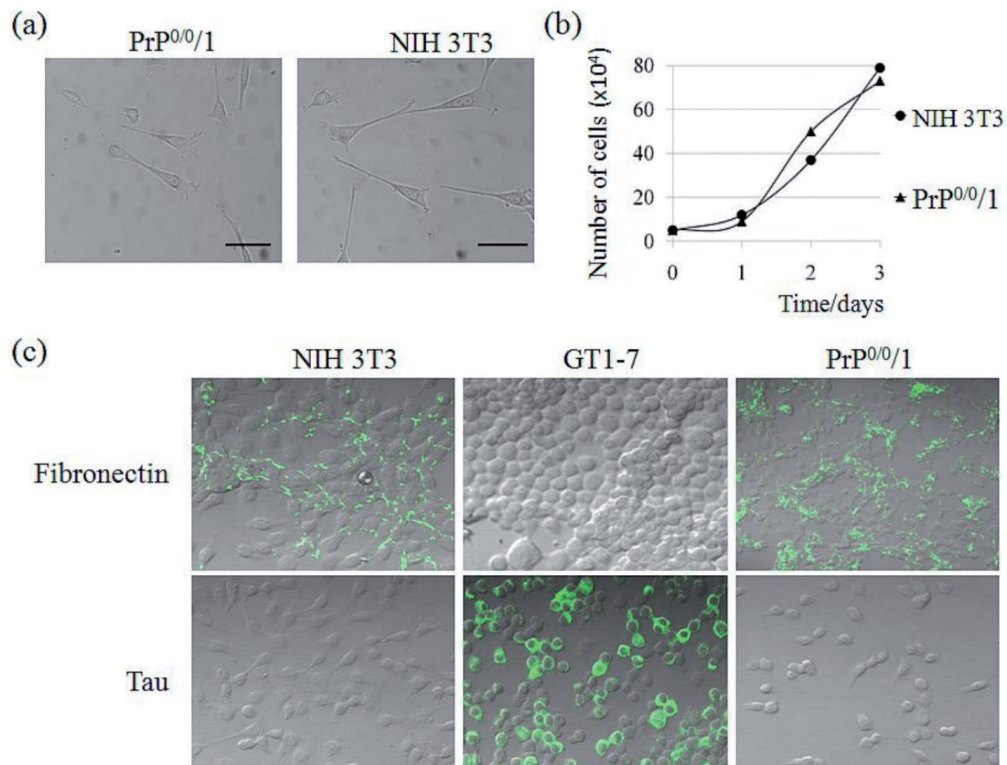 (a)
PrP⁰/⁰/1 NIH 3T3
(b)
Number of cells (x10⁴)
80
60
40
20
0
0 1 2 3
Time/days
NIH 3T3
PrP⁰/⁰/1
(c)
NIH 3T3 GT1-7 PrP⁰/⁰/1
Fibronectin
Tau